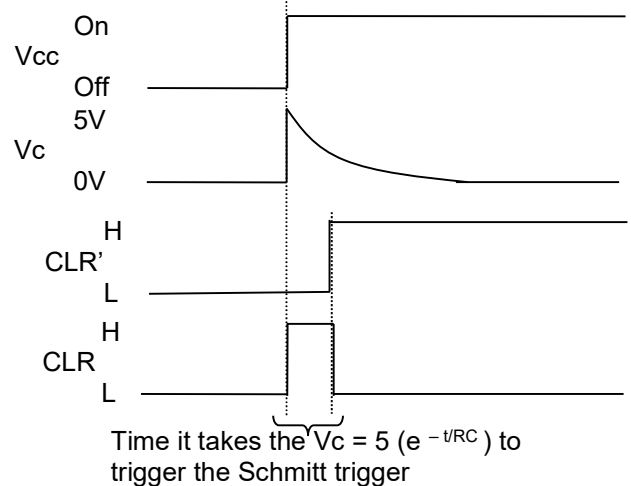 On
Vcc
Off
5V
Vc
0V
H
CLR’
L
H
CLR
L
Time it takes the Vc = 5 (e – t/RC ) to
trigger the Schmitt trigger